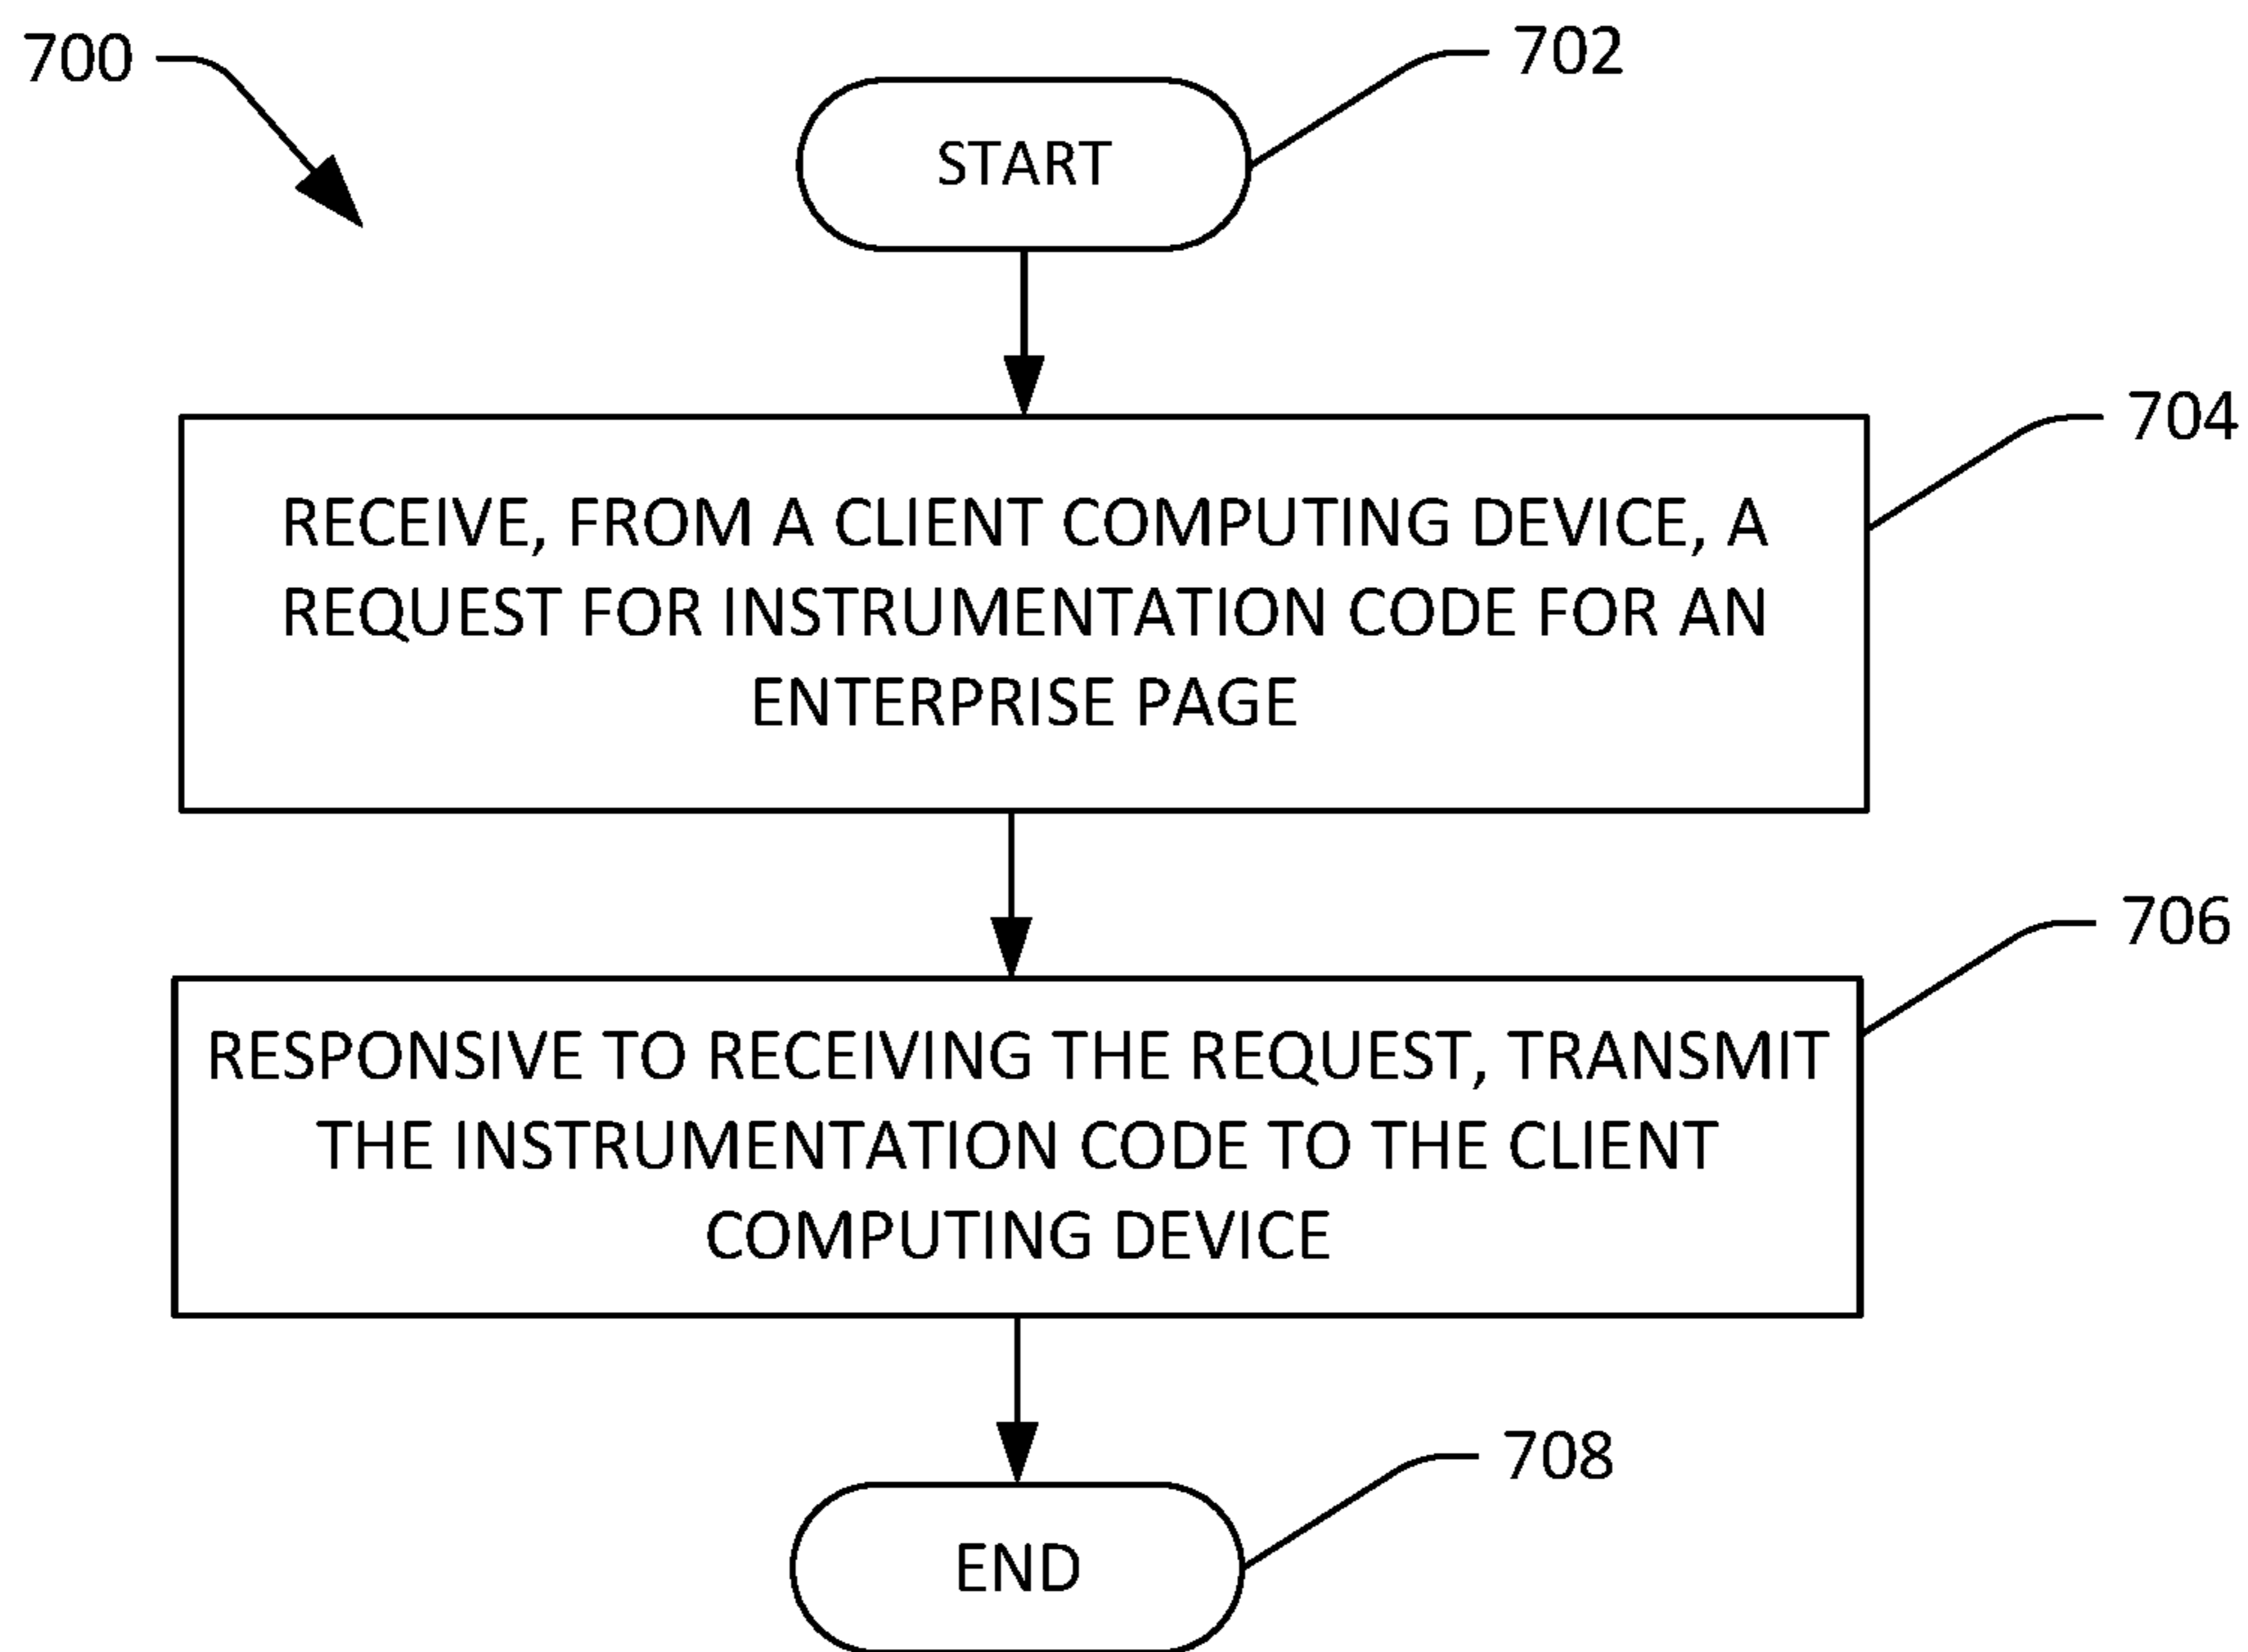 700
702
START
704
RECEIVE, FROM A CLIENT COMPUTING DEVICE, A
REQUEST FOR INSTRUMENTATION CODE FOR AN
ENTERPRISE PAGE
706
RESPONSIVE TO RECEIVING THE REQUEST, TRANSMIT
THE INSTRUMENTATION CODE TO THE CLIENT
COMPUTING DEVICE
708
END